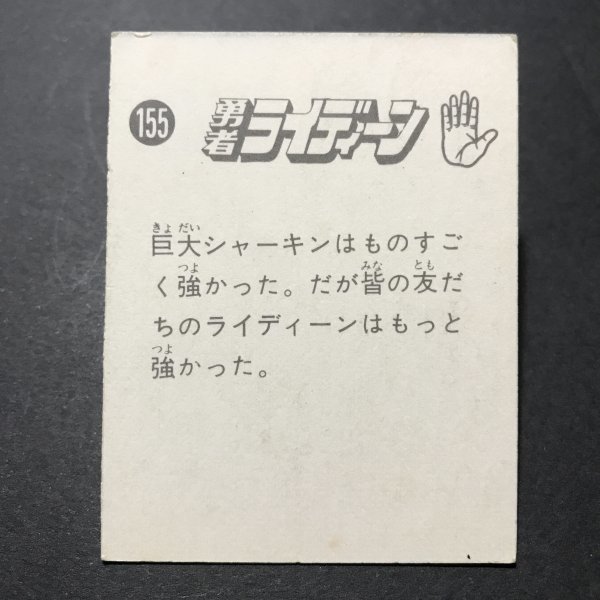 155 勇者ライディーン
巨大シャーキンはものすご
く強かった。だが皆の友だ
ちのライディーンはもっと
強かった。